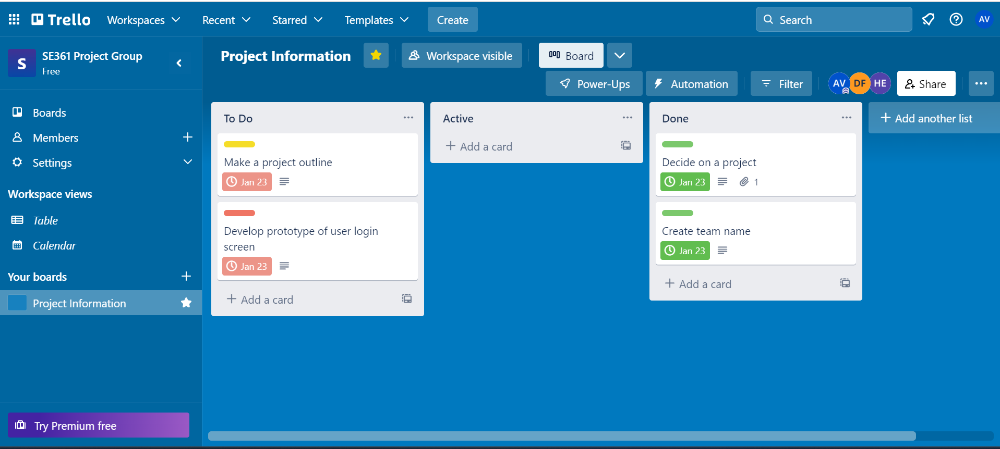 Trello
Workspaces
Recent
Starred
Templates
Create
Search
AV
S
SE361 Project Group
Free
Project Information
Workspace visible
Board
Power-Ups
Automation
Filter
AV
DF
HE
Share
Boards
Members
Settings
Workspace views
Table
Calendar
Your boards
Project Information
Try Premium free
To Do
Make a project outline
Jan 23
Develop prototype of user login
screen
Jan 23
Add a card
Active
Add a card
Done
Decide on a project
Jan 23
1
Create team name
Jan 23
Add a card
Add another list